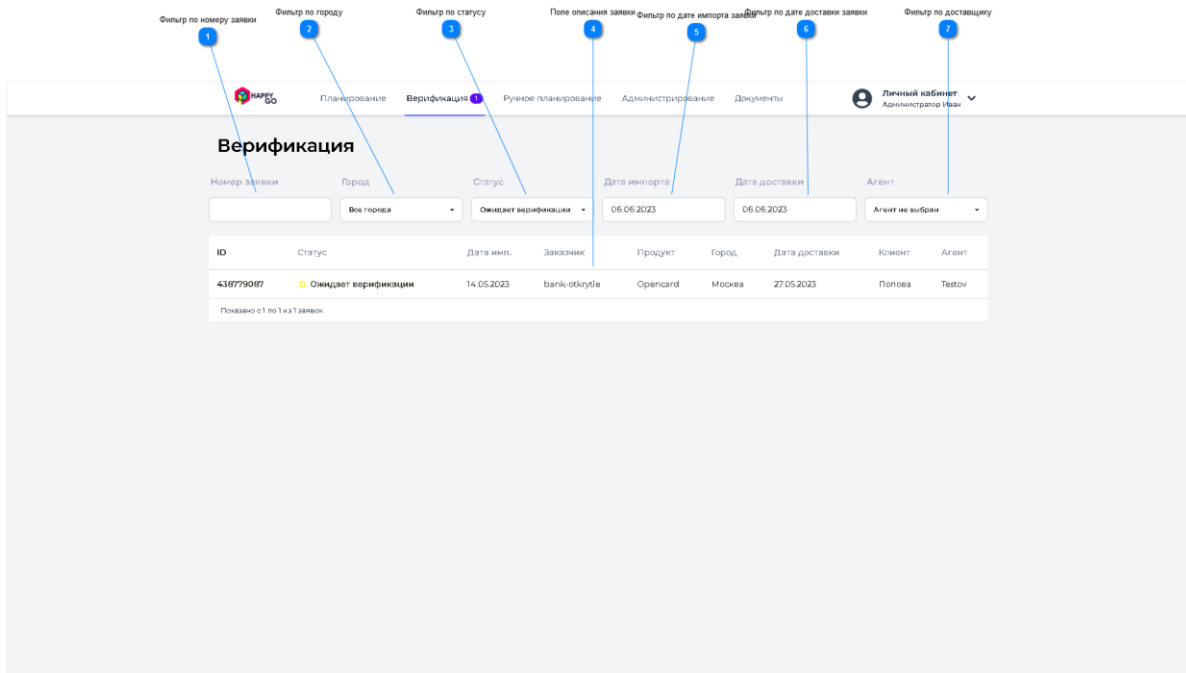 Фильтр по номеру заявки
Фильтр по городу
Фильтр по статусу
Поле описания заявки
Фильтр по дате импорта заявки
Фильтр по дате доставки заявки
Фильтр по доставщику
1
2
3
4
5
6
7
HAPPY GO
Планирование
Верификация 1
Ручное планирование
Администрирование
Документы
Личный кабинет
Администратор Иван
Верификация
Номер заявки
Город
Статус
Дата импорта
Дата доставки
Агент
Все города
Ожидает верификации
06.06.2023
06.06.2023
Агент не выбран
ID Статус Дата имп. Заказчик Продукт Город Дата доставки Клиент Агент
438779087 Ожидает верификации 14.05.2023 bank-otkrytie Opencard Москва 27.05.2023 Попова Testov
Показано с 1 по 1 из 1 заявок